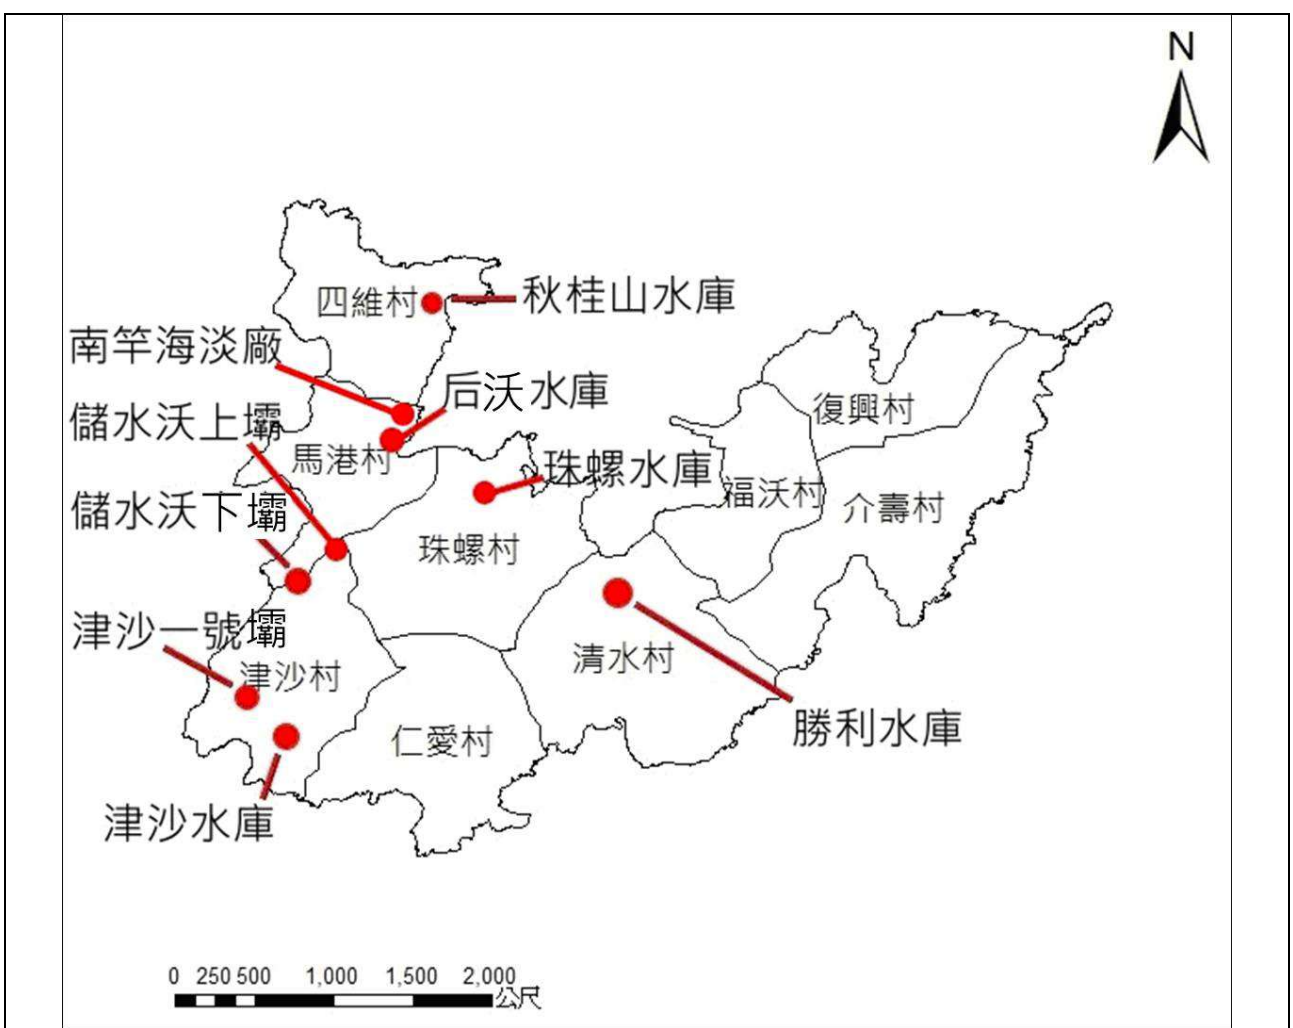 N
四維村
秋桂山水庫
南竿海淡廠
后沃水庫
儲水沃上壩
復興村
馬港村
珠螺水庫
福沃村
介壽村
儲水沃下壩
珠螺村
津沙一號壩
津沙村
清水村
仁愛村
勝利水庫
津沙水庫
0 250 500 1,000 1,500 2,000
公尺